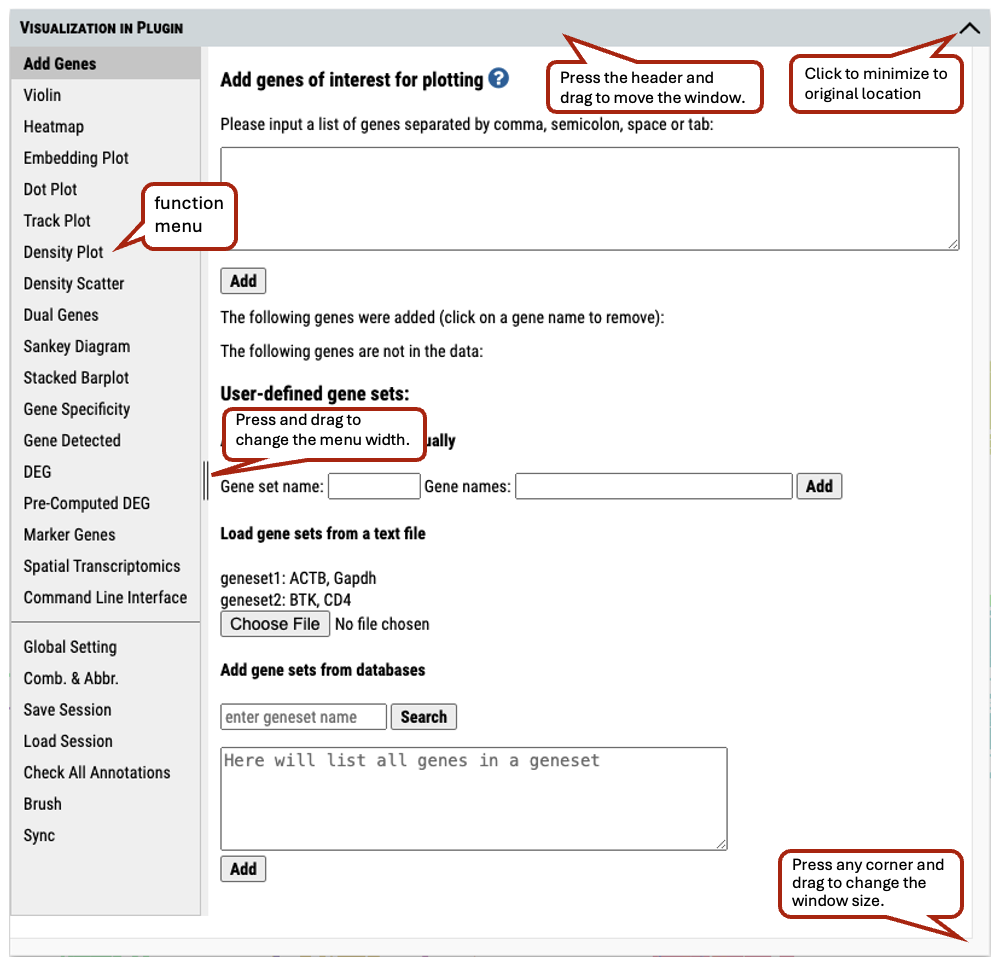 VISUALIZATION IN PLUGIN
Add Genes
Violin
Heatmap
Embedding Plot
Dot Plot
Track Plot
Density Plot
Density Scatter
Dual Genes
Sankey Diagram
Stacked Barplot
Gene Specificity
Gene Detected
DEG
Pre-Computed DEG
Marker Genes
Spatial Transcriptomics
Command Line Interface
Global Setting
Comb. & Abbr.
Save Session
Load Session
Check All Annotations
Brush
Sync
function
menu
Add genes of interest for plotting ?
Press the header and
drag to move the window.
Click to minimize to
original location
Please input a list of genes separated by comma, semicolon, space or tab:
Add
The following genes were added (click on a gene name to remove):
The following genes are not in the data:
User-defined gene sets:
Press and drag to
change the menu width.
ually
Gene set name:
Gene names:
Add
Load gene sets from a text file
geneset1: ACTB, Gapdh
geneset2: BTK, CD4
Choose File No file chosen
Add gene sets from databases
enter geneset name
Search
Here will list all genes in a geneset
Add
Press any corner and
drag to change the
window size.